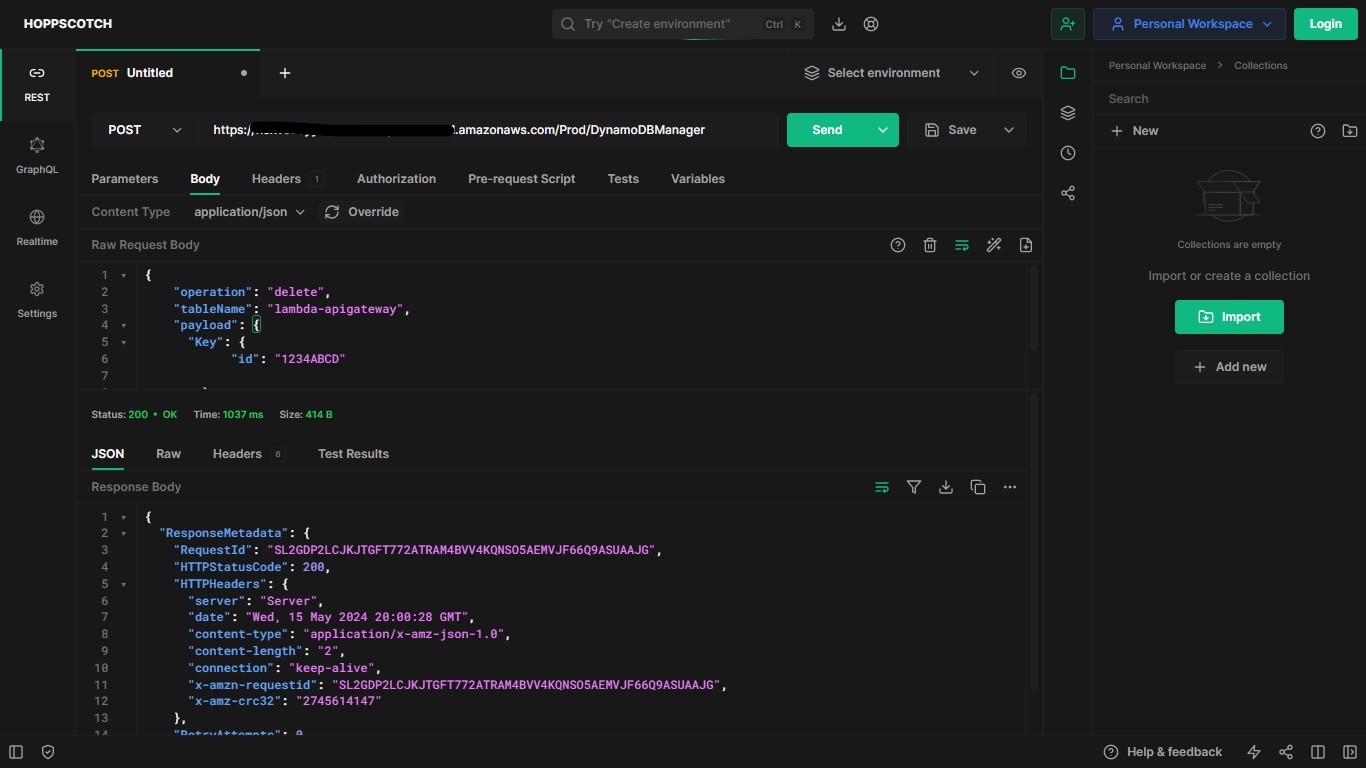 HOPPSCOTCH
Try "Create environment" Ctrl K
Personal Workspace
Login
REST
GraphQL
Realtime
Settings
POST Untitled
Select environment
POST
https:/
.amazonaws.com/Prod/DynamoDBManager
Send
Save
Parameters Body Headers 1 Authorization Pre-request Script Tests Variables
Content Type application/json Override
Raw Request Body
1 {
2 "operation": "delete",
3 "tableName": "lambda-apigateway",
4 "payload": {
5 "Key": {
6 "id": "1234ABCD"
7
Status: 200 • OK Time: 1037 ms Size: 414 B
JSON Raw Headers 6 Test Results
Response Body
1 {
2 "ResponseMetadata": {
3 "RequestId": "SL2GDP2LCJKJTGFT772ATRAM4BVV4KQNSO5AEMVJF66Q9ASUAAJG",
4 "HTTPStatusCode": 200,
5 "HTTPHeaders": {
6 "server": "Server",
7 "date": "Wed, 15 May 2024 20:00:28 GMT",
8 "content-type": "application/x-amz-json-1.0",
9 "content-length": "2",
10 "connection": "keep-alive",
11 "x-amzn-requestid": "SL2GDP2LCJKJTGFT772ATRAM4BVV4KQNSO5AEMVJF66Q9ASUAAJG",
12 "x-amz-crc32": "2745614147"
13 },
14 "RetryAttempts": 0
Personal Workspace > Collections
Search
New
Collections are empty
Import or create a collection
Import
Add new
Help & feedback